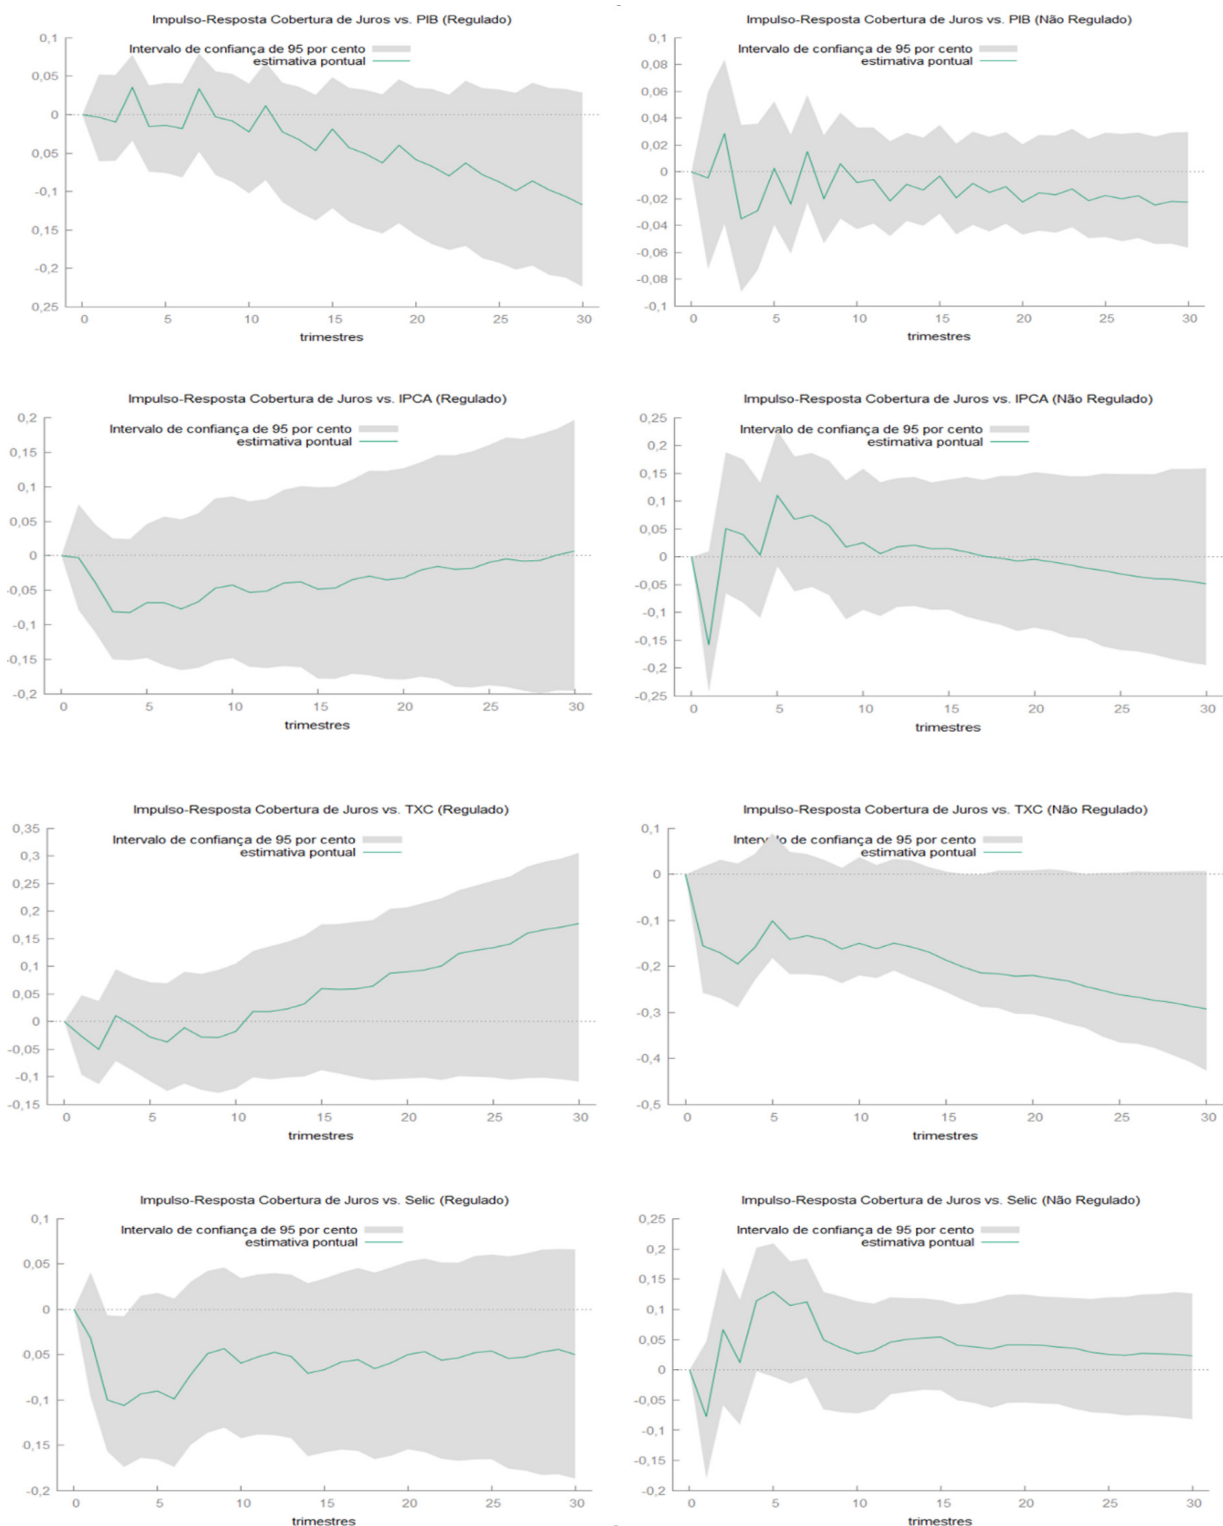 Impulso-Resposta Cobertura de Juros vs. PIB (Regulado)
Intervalo de confiança de 95 por cento
estimativa pontual
0,1
0,05
0
0,05
-0,1
0,15
-0,2
0,25
0 5 10 15 20 25 30
trimestres
Impulso-Resposta Cobertura de Juros vs. PIB (Não Regulado)
Intervalo de confiança de 95 por cento
estimativa pontual
0,1
0,08
0,06
0,04
0,02
0
-0,02
-0,04
-0,06
-0,08
-0,1
0 5 10 15 20 25 30
trimestres
Impulso-Resposta Cobertura de Juros vs. IPCA (Regulado)
Intervalo de confiança de 95 por cento
estimativa pontual
0,2
0,15
0,1
0,05
0
-0,05
-0,1
-0,15
-0,2
0 5 10 15 20 25 30
trimestres
Impulso-Resposta Cobertura de Juros vs. IPCA (Não Regulado)
Intervalo de confiança de 95 por cento
estimativa pontual
0,25
0,2
0,15
0,1
0,05
0
-0,05
-0,1
-0,15
-0,2
-0,25
0 5 10 15 20 25 30
trimestres
Impulso-Resposta Cobertura de Juros vs. TXC (Regulado)
Intervalo de confiança de 95 por cento
estimativa pontual
0,35
0,3
0,25
0,2
0,15
0,1
0,05
0
-0,05
-0,1
-0,15
0 5 10 15 20 25 30
trimestres
Impulso-Resposta Cobertura de Juros vs. TXC (Não Regulado)
Intervalo de confiança de 95 por cento
estimativa pontual
0,1
0
-0,1
-0,2
-0,3
-0,4
-0,5
0 5 10 15 20 25 30
trimestres
Impulso-Resposta Cobertura de Juros vs. Selic (Regulado)
Intervalo de confiança de 95 por cento
estimativa pontual
0,1
0,05
0
0,05
-0,1
0,15
-0,2
0 5 10 15 20 25 30
trimestres
Impulso-Resposta Cobertura de Juros vs. Selic (Não Regulado)
Intervalo de confiança de 95 por cento
estimativa pontual
0,25
0,2
0,15
0,1
0,05
0
-0,05
-0,1
-0,15
-0,2
0 5 10 15 20 25 30
trimestres